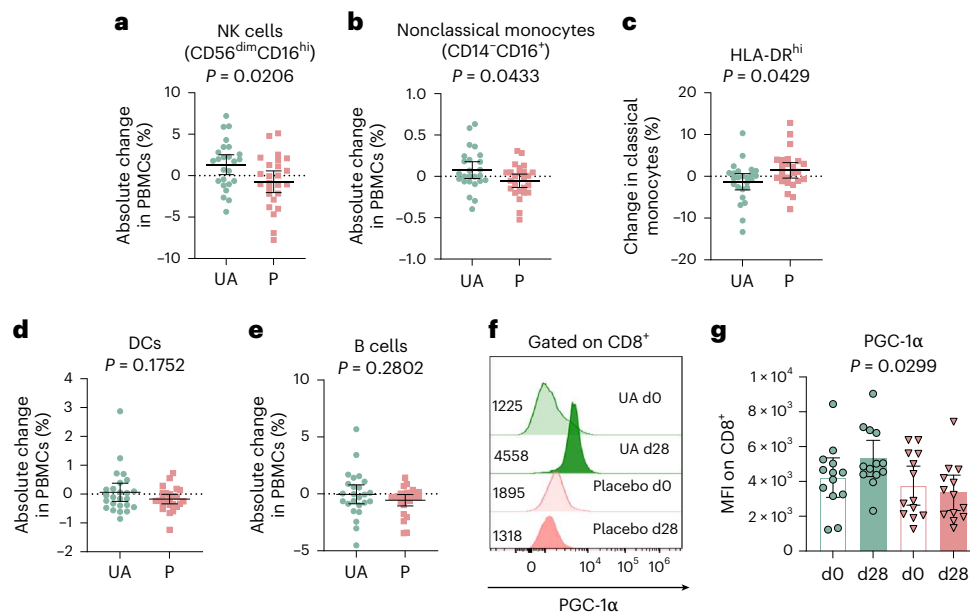 a
NK cells
(CD56dimCD16hi)
P = 0.0206
Absolute change
in PBMCs (%)
10
5
0
−5
−10
UA
P
b
Nonclassical monocytes
(CD14−CD16+)
P = 0.0433
Absolute change
in PBMCs (%)
1.0
0.5
0
−0.5
−1.0
UA
P
c
HLA-DRhi
P = 0.0429
Change in classical
monocytes (%)
20
10
0
−10
−20
UA
P
d
DCs
P = 0.1752
Absolute change
in PBMCs (%)
4
3
2
1
0
−1
−2
UA
P
e
B cells
P = 0.2802
Absolute change
in PBMCs (%)
10
5
0
−5
UA
P
f
Gated on CD8+
1225
UA d0
4558
UA d28
1895
Placebo d0
1318
Placebo d28
0
10⁴
10⁵
10⁶
PGC-1α
g
PGC-1α
P = 0.0299
MFI on CD8+
1 × 10⁴
8 × 10³
6 × 10³
4 × 10³
2 × 10³
0
d0
d28
d0
d28